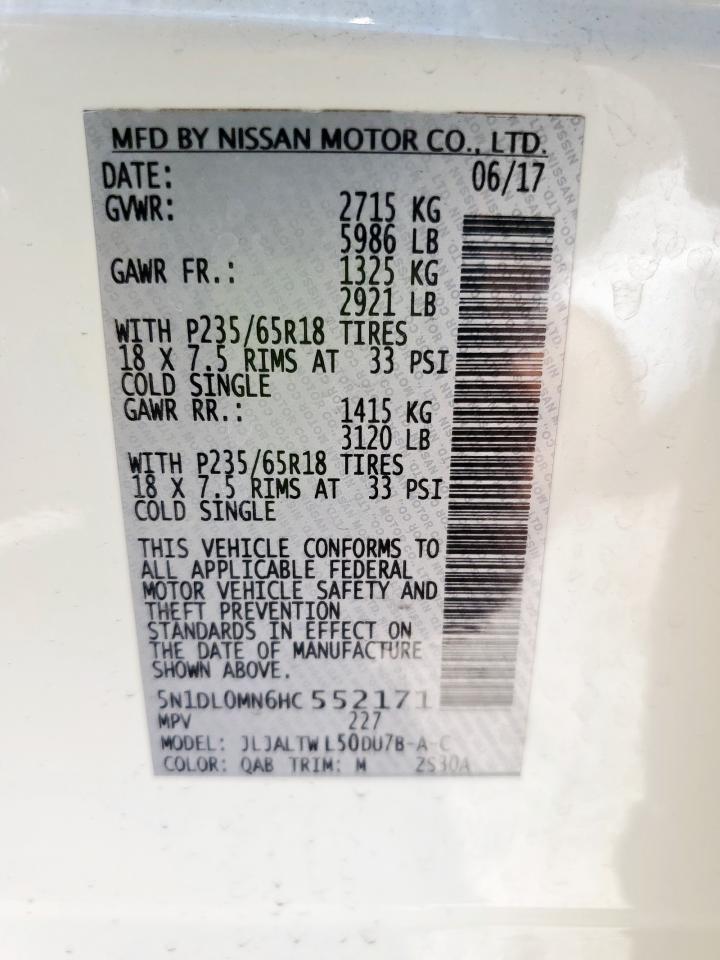 MFD BY NISSAN MOTOR CO., LTD.
DATE: 06/17
GVWR: 2715 KG
5986 LB
GAWR FR.: 1325 KG
2921 LB
WITH P235/65R18 TIRES
18 X 7.5 RIMS AT 33 PSI
COLD SINGLE
GAWR RR.: 1415 KG
3120 LB
WITH P235/65R18 TIRES
18 X 7.5 RIMS AT 33 PSI
COLD SINGLE
THIS VEHICLE CONFORMS TO
ALL APPLICABLE FEDERAL
MOTOR VEHICLE SAFETY AND
THEFT PREVENTION
STANDARDS IN EFFECT ON
THE DATE OF MANUFACTURE
SHOWN ABOVE.
5N1DL0MN6HC 552171
MPV 227
MODEL: JLJALTW L50DU7B-A-C
COLOR: QAB TRIM: M 2S30A